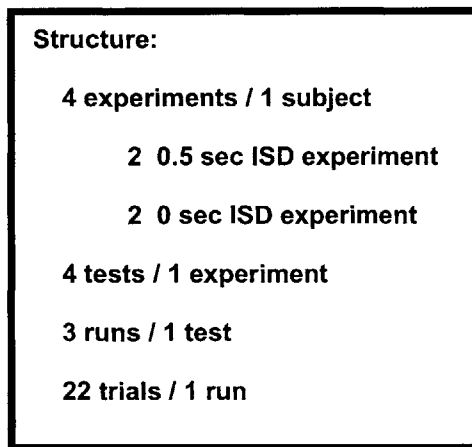 Structure:
4 experiments / 1 subject
2 0.5 sec ISD experiment
2 0 sec ISD experiment
4 tests / 1 experiment
3 runs / 1 test
22 trials / 1 run